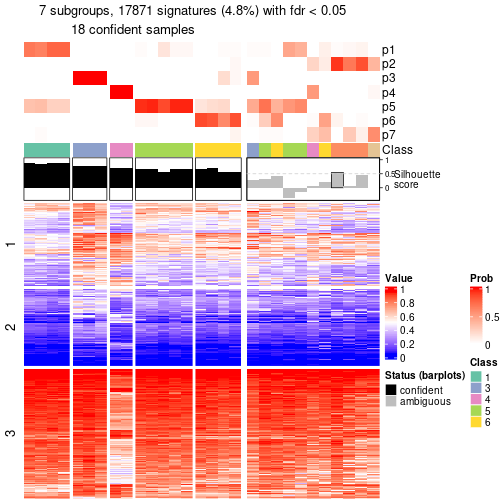 7 subgroups, 17871 signatures (4.8%) with fdr < 0.05
18 confident samples
p1
p2
p3
p4
p5
p6
p7
Class
1
0.5
0
Silhouette
score
1
2
3
Value
1
0.8
0.6
0.4
0.2
0
Prob
1
0.5
0
Class
1
3
4
5
6
Status (barplots)
confident
ambiguous